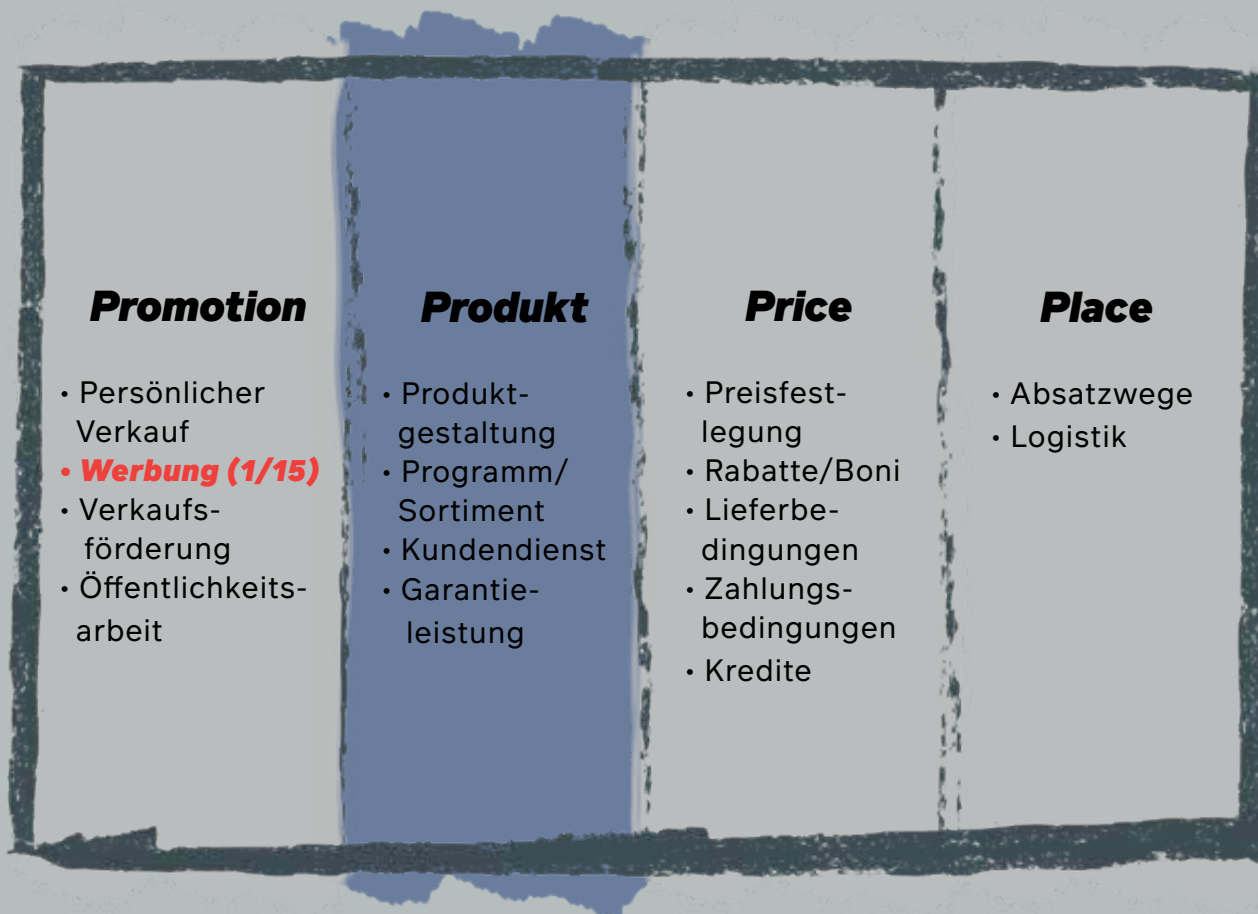 Promotion
• Persönlicher
Verkauf
• Werbung (1/15)
• Verkaufs-
förderung
• Öffentlichkeits-
arbeit
Produkt
• Produkt-
gestaltung
• Programm/
Sortiment
• Kundendienst
• Garantie-
leistung
Price
• Preisfest-
legung
• Rabatte/Boni
• Lieferbe-
dingungen
• Zahlungs-
bedingungen
• Kredite
Place
• Absatzwege
• Logistik